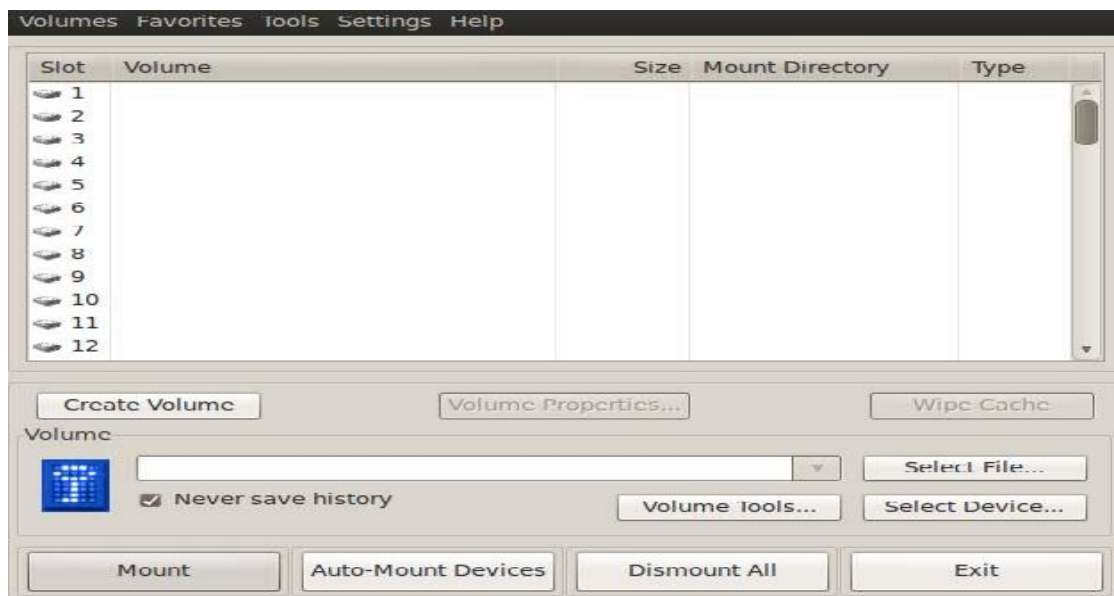 Volumes Favorites Tools Settings Help
Slot Volume Size Mount Directory Type
1
2
3
4
5
6
7
8
9
10
11
12
Create Volume Volume Properties... Wipe Cache
Volume
Select File...
Never save history
Volume Tools... Select Device...
Mount Auto-Mount Devices Dismount All Exit